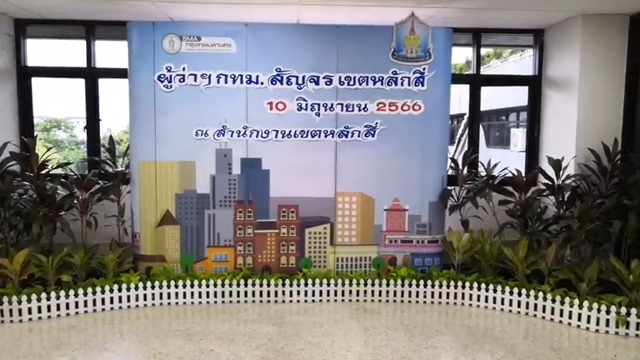 กรุงเทพมหานคร
ผู้ว่าฯ กทม. สัญจร เขตหลักสี่
10 มิถุนายน 2566
ณ สำนักงานเขตหลักสี่